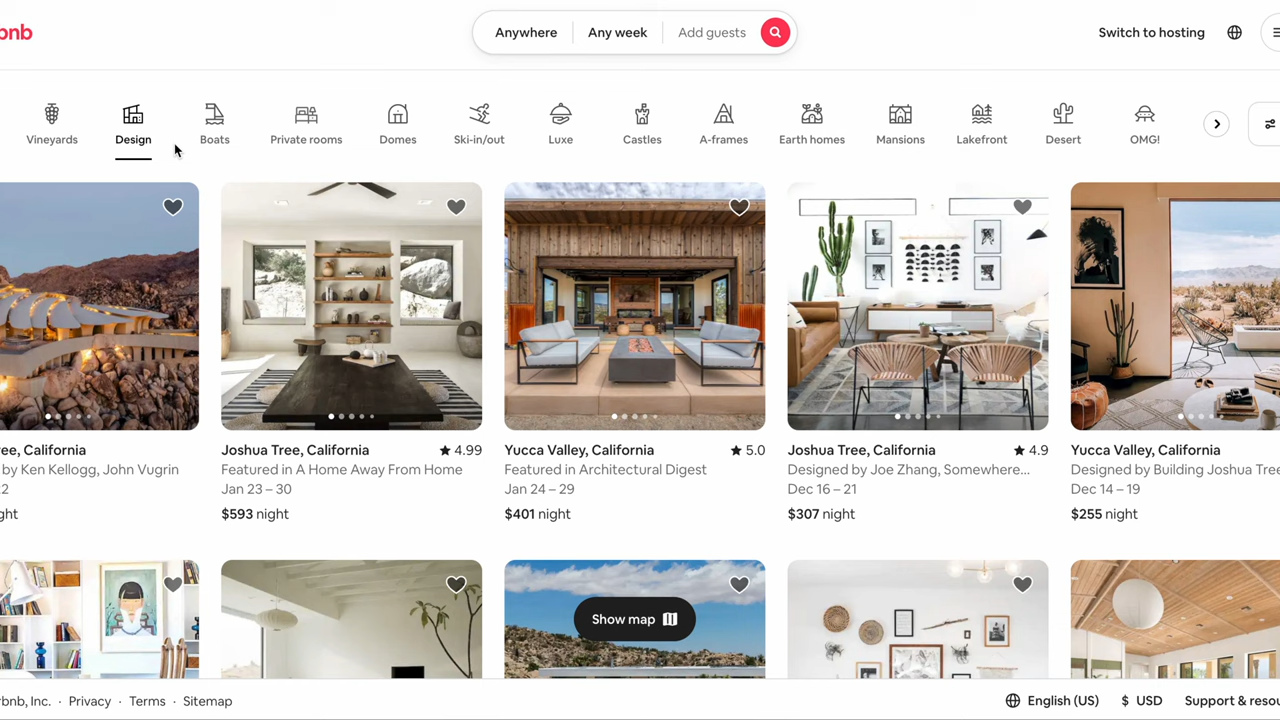 bnb
Anywhere
Any week
Add guests
Switch to hosting
Vineyards
Design
Boats
Private rooms
Domes
Ski-in/out
Luxe
Castles
A-frames
Earth homes
Mansions
Lakefront
Desert
OMG!
ee, California
by Ken Kellogg, John Vugrin
2
ght
Joshua Tree, California
4.99
Featured in A Home Away From Home
Jan 23 – 30
$593 night
Yucca Valley, California
5.0
Featured in Architectural Digest
Jan 24 – 29
$401 night
Joshua Tree, California
4.9
Designed by Joe Zhang, Somewhere...
Dec 16 – 21
$307 night
Yucca Valley, California
Designed by Building Joshua Tree
Dec 14 – 19
$255 night
Show map
rbnb, Inc. · Privacy · Terms · Sitemap
English (US)
$ USD
Support & resou